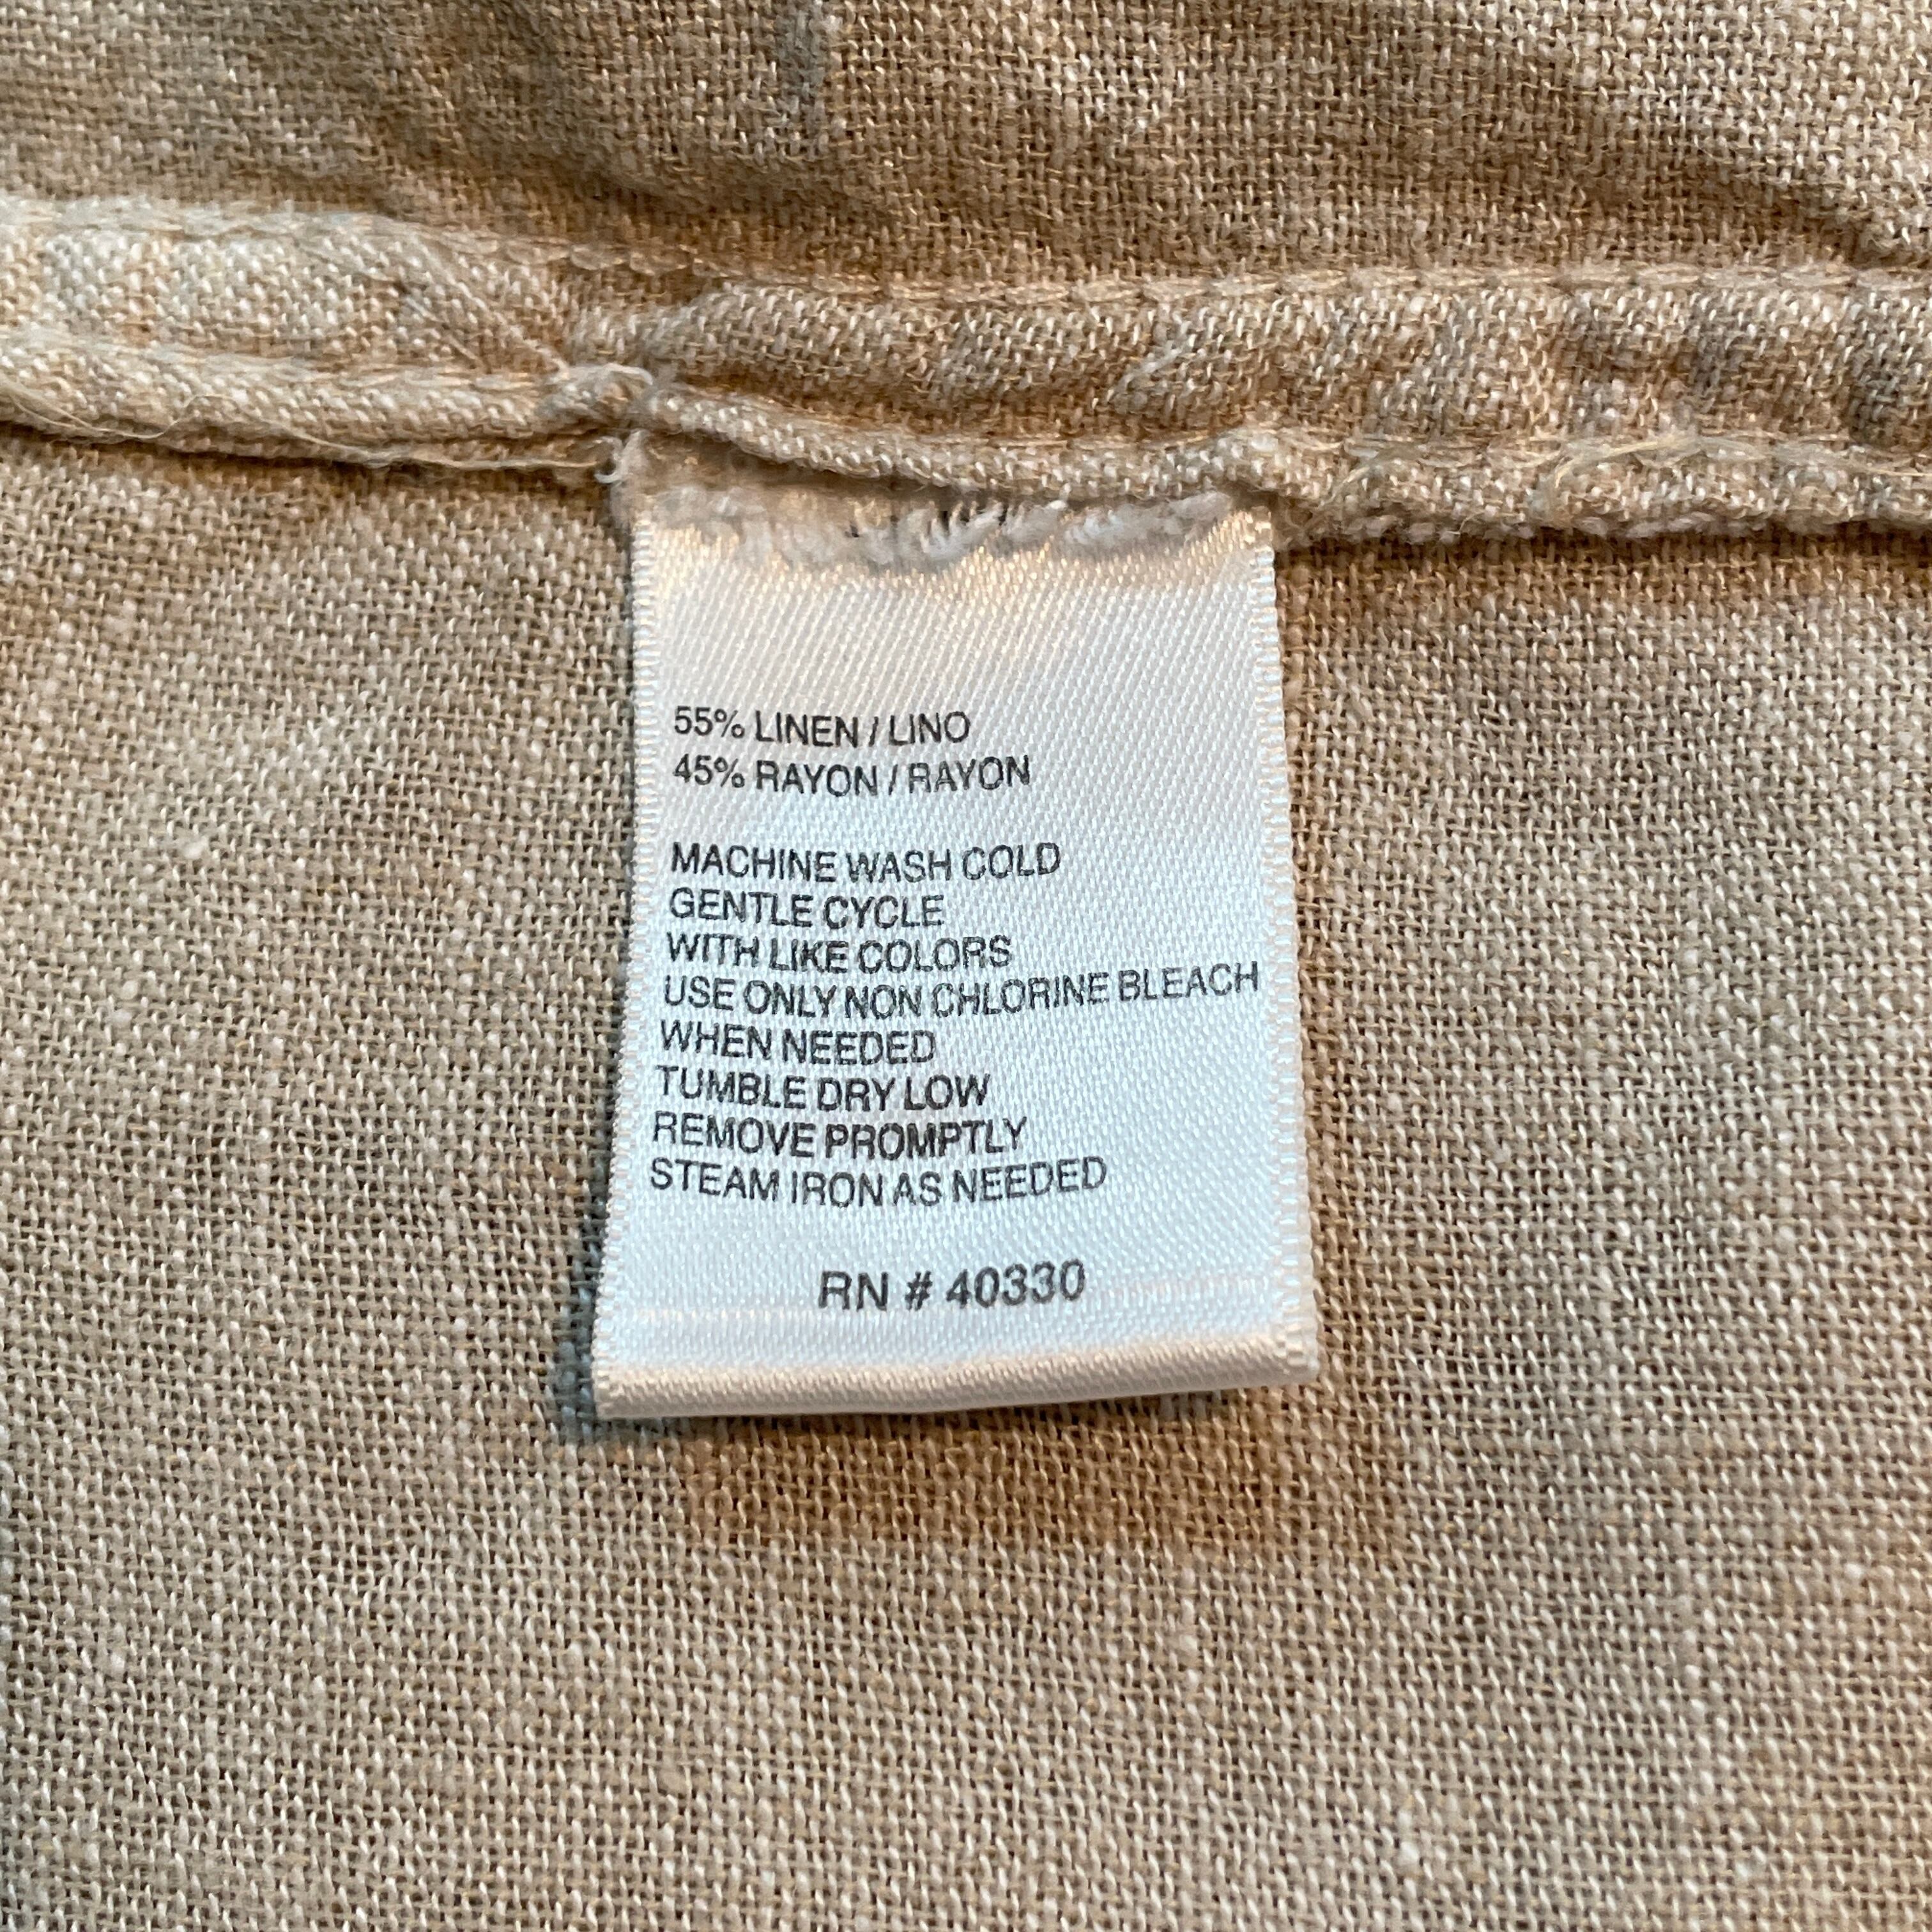 55% LINEN / LINO
45% RAYON / RAYON
MACHINE WASH COLD
GENTLE CYCLE
WITH LIKE COLORS
USE ONLY NON CHLORINE BLEACH
WHEN NEEDED
TUMBLE DRY LOW
REMOVE PROMPTLY
STEAM IRON AS NEEDED
RN # 40330